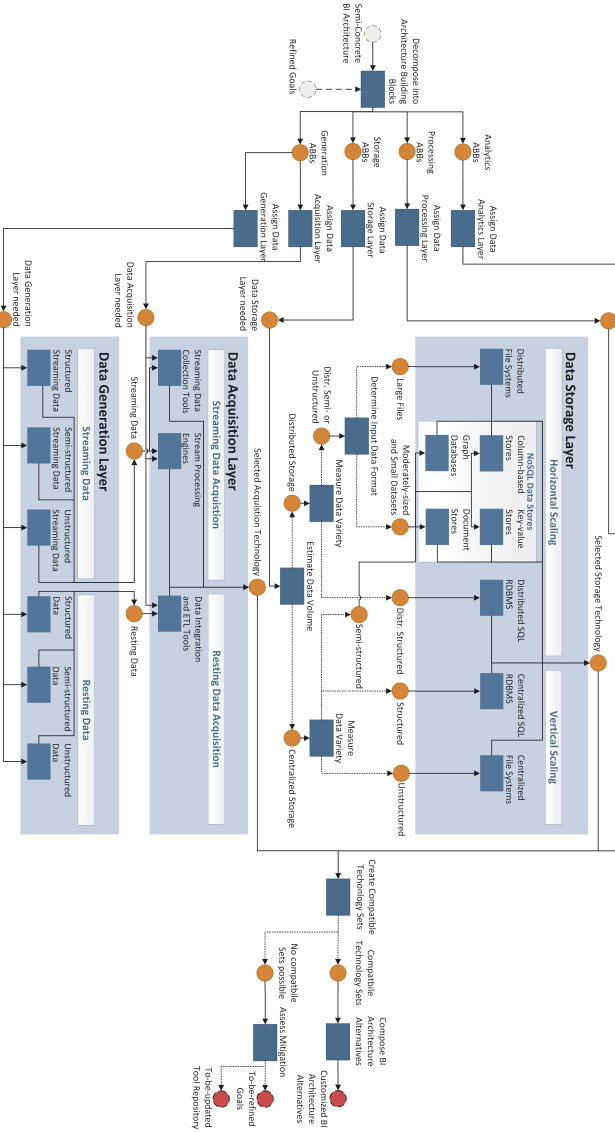 Semi-Concrete
BI Architecture
Refined Goals
Decompose into
Architecture Building
Blocks
Analytics
ABBs
Processing
ABBs
Storage
ABBs
Generation
ABBs
Assign Data
Analytics Layer
Assign Data
Processing Layer
Assign Data
Storage Layer
Assign Data
Acquisition Layer
Assign Data
Generation Layer
Data Storage
Layer needed
Data Acquisition
Layer needed
Data Generation
Layer needed
Data Storage Layer
Horizontal Scaling
Vertical Scaling
NoSQL Data Stores
Distributed
File Systems
Column-based
Stores
Key-value
Stores
Graph
Databases
Document
Stores
Distributed SQL
RDBMS
Centralized SQL
RDBMS
Centralized
File Systems
Selected Storage Technology
Large Files
Moderately-sized
and Small Datasets
Distr. Structured
Structured
Unstructured
Determine Input Data Format
Semi-structured
Distr. Semi- or
Unstructured
Measure Data Variety
Measure
Data Variety
Distributed Storage
Estimate Data Volume
Centralized Storage
Selected Acquisition Technology
Data Acquisition Layer
Streaming Data Acquistion
Resting Data Acquisition
Streaming Data
Collection Tools
Stream Processing
Engines
Data Integration
and ETL Tools
Streaming Data
Resting Data
Data Generation Layer
Streaming Data
Resting Data
Structured
Streaming Data
Semi-structured
Streaming Data
Unstructured
Streaming Data
Structured
Data
Semi-structured
Data
Unstructured
Data
Create Compatible
Techonlogy Sets
Compatbile
Technology Sets
No compatbile
Sets possible
Compose BI
Architecture
Alternatives
Assess Mitigation
Customized BI
Architecture
Alternatives
To-be-refined
Goals
To-be-updated
Tool Repository